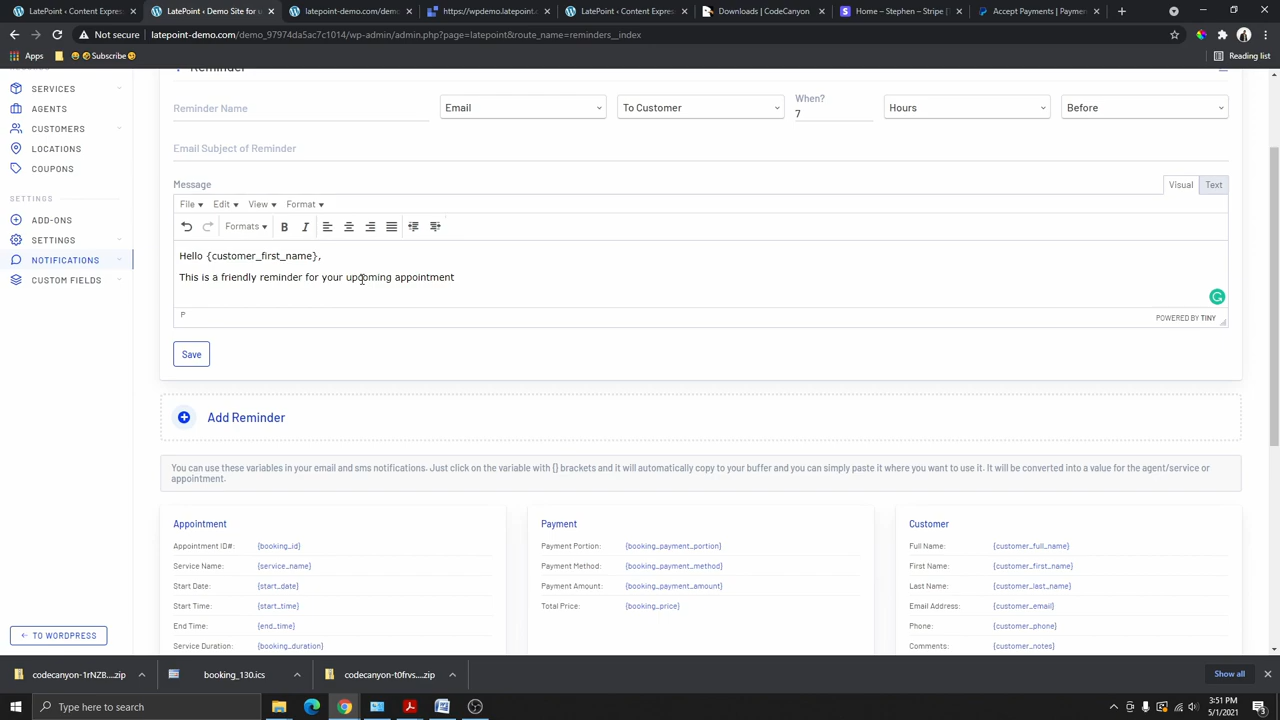 LatePoint ‹ Content Expres
LatePoint Site for
latepoint-demo.com/demo
https://wpdemo.latepoint.c
LatePoint ‹ Content Expre
Downloads | CodeCanyon
Home – Stephen – Stripe [
Accept Payments | Paymen
Not secure | latepoint-demo.com/demo_97974da5ac7c1014/wp-admin/admin.php?page=latepoint&route_name=reminders__index
Apps
Subscribe
Reading list
SERVICES
AGENTS
CUSTOMERS
LOCATIONS
COUPONS
SETTINGS
ADD-ONS
SETTINGS
NOTIFICATIONS
CUSTOM FIELDS
← TO WORDPRESS
Reminder
Reminder Name
Email
To Customer
When?
7
Hours
Before
Email Subject of Reminder
Message
Visual
Text
File
Edit
View
Format
Formats
B
I
Hello {customer_first_name},
This is a friendly reminder for your upcoming appointment
P
POWERED BY TINY
Save
Add Reminder
You can use these variables in your email and sms notifications. Just click on the variable with {} brackets and it will automatically copy to your buffer and you can simply paste it where you want to use it. It will be converted into a value for the agent/service or
appointment.
Appointment
Appointment ID#: {booking_id}
Service Name: {service_name}
Start Date: {start_date}
Start Time: {start_time}
End Time: {end_time}
Service Duration: {booking_duration}
Payment
Payment Portion: {booking_payment_portion}
Payment Method: {booking_payment_method}
Payment Amount: {booking_payment_amount}
Total Price: {booking_price}
Customer
Full Name: {customer_full_name}
First Name: {customer_first_name}
Last Name: {customer_last_name}
Email Address: {customer_email}
Phone: {customer_phone}
Comments: {customer_notes}
codecanyon-1rNZB....zip
booking_130.ics
codecanyon-t0frvs....zip
Show all
Type here to search
3:51 PM
5/1/2021